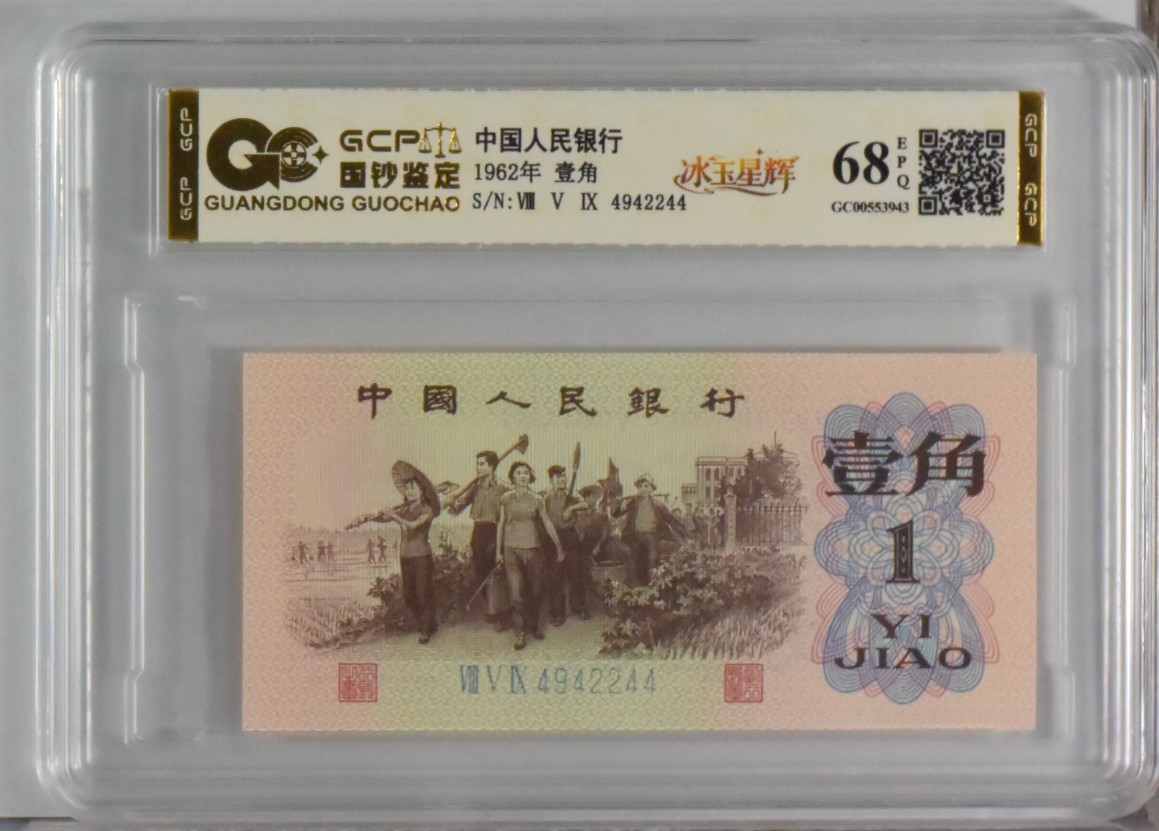 GCP
GCP
GCP 国钞鉴定
GUANGDONG GUOCHAO
中国人民银行
1962年 壹角
S/N:Ⅷ Ⅴ Ⅸ 4942244
冰玉星辉
68
EPQ
GC00553943
GCP
GCP
中國人民銀行
壹角
1
YI
JIAO
Ⅷ Ⅴ Ⅸ 4942244